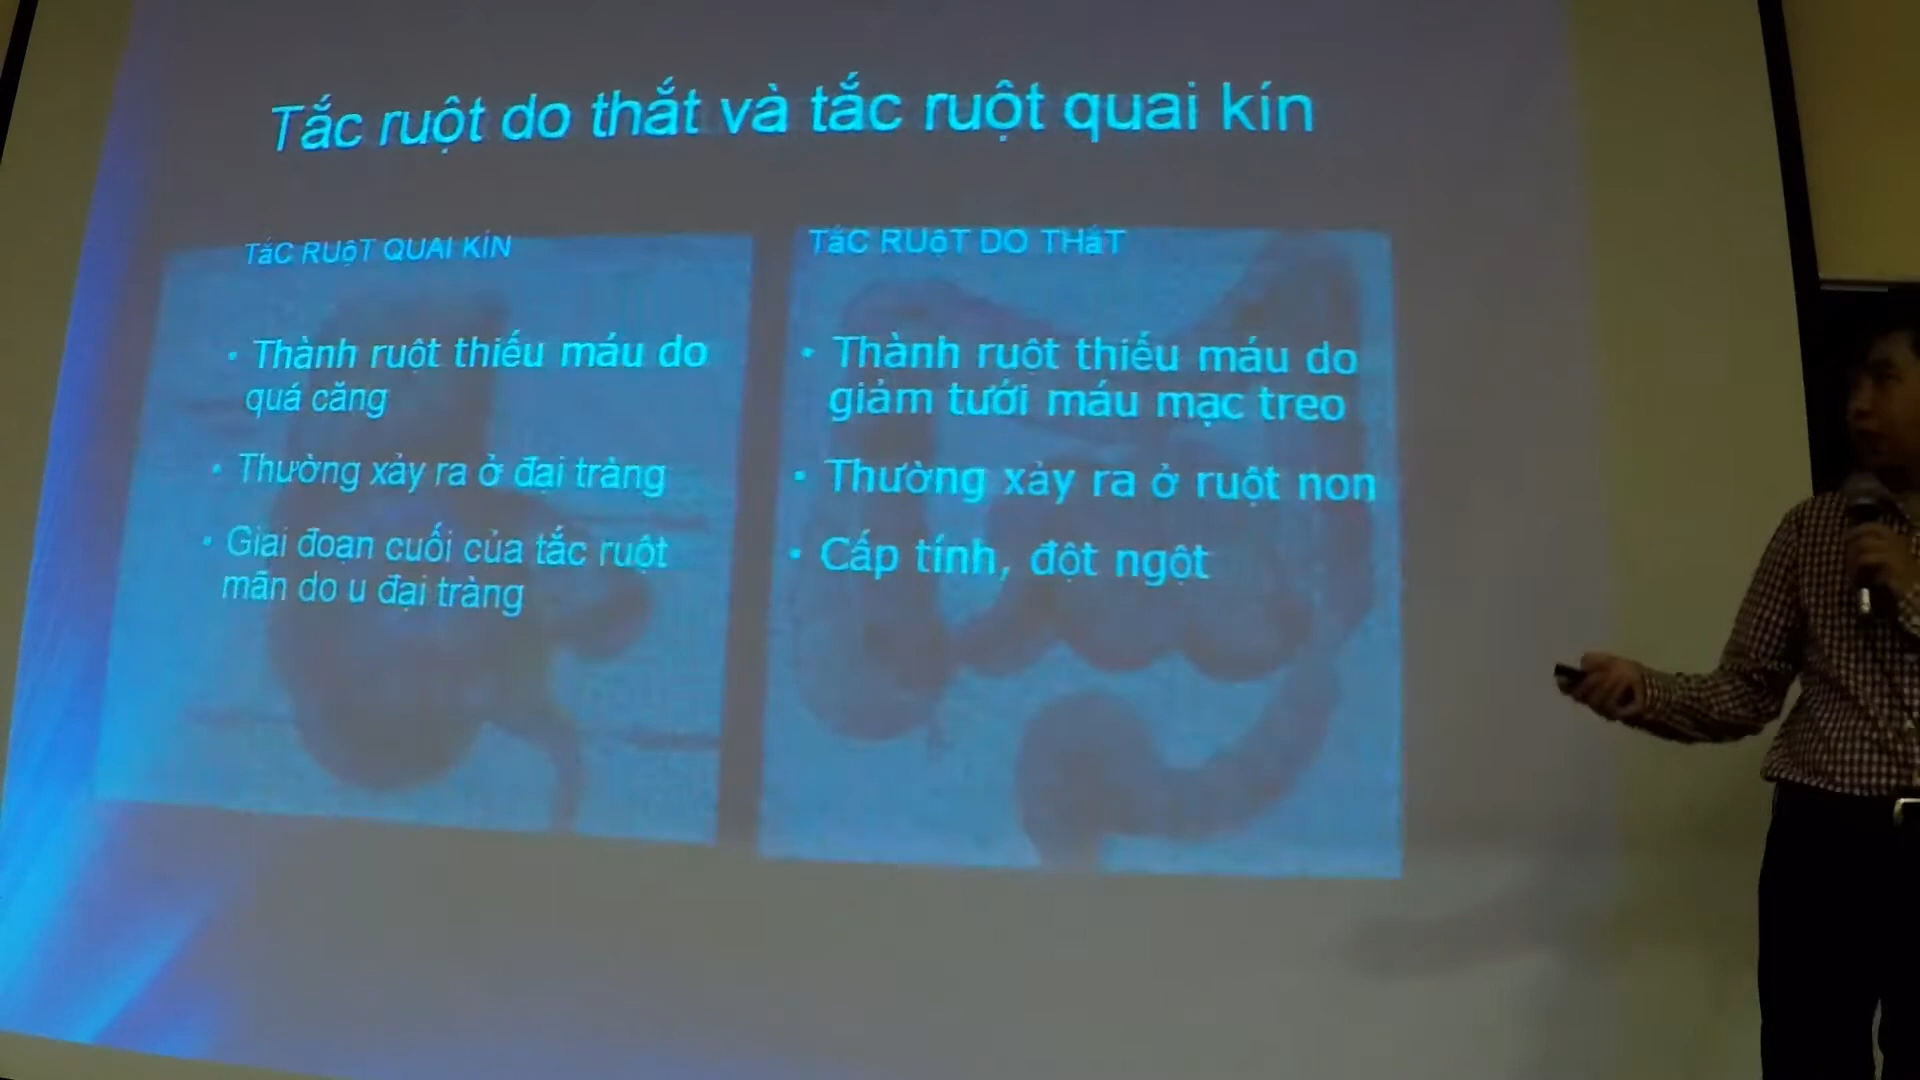 Tắc ruột do thắt và tắc ruột quai kín
TắC RUộT QUAI KÍN
• Thành ruột thiếu máu do
quá căng
• Thường xảy ra ở đại tràng
• Giai đoạn cuối của tắc ruột
mãn do u đại tràng
TắC RUộT DO THắT
• Thành ruột thiếu máu do
giảm tưới máu mạc treo
• Thường xảy ra ở ruột non
• Cấp tính, đột ngột